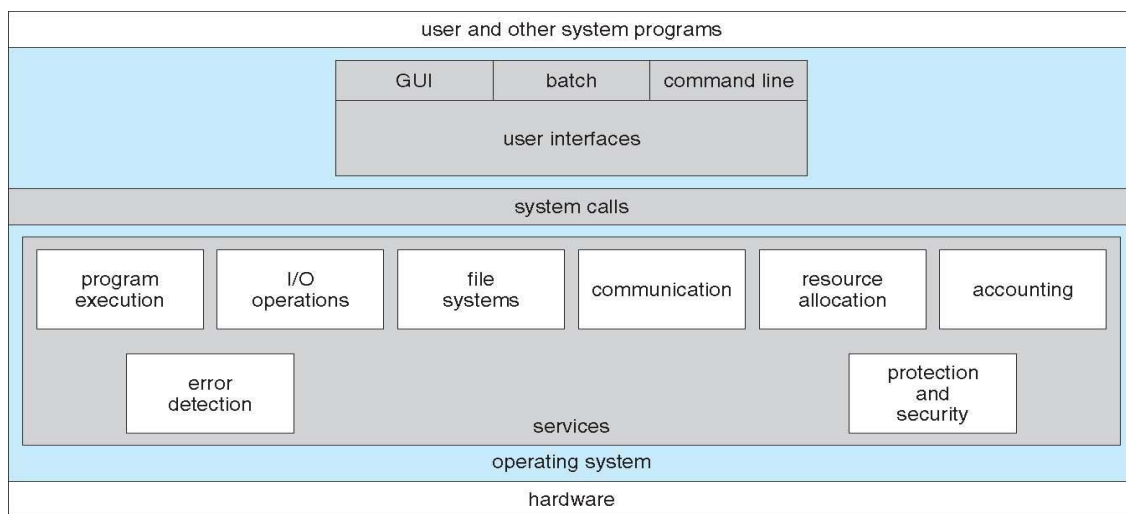 user and other system programs
GUI
batch
command line
user interfaces
system calls
program
execution
I/O
operations
file
systems
communication
resource
allocation
accounting
error
detection
protection
and
security
services
operating system
hardware